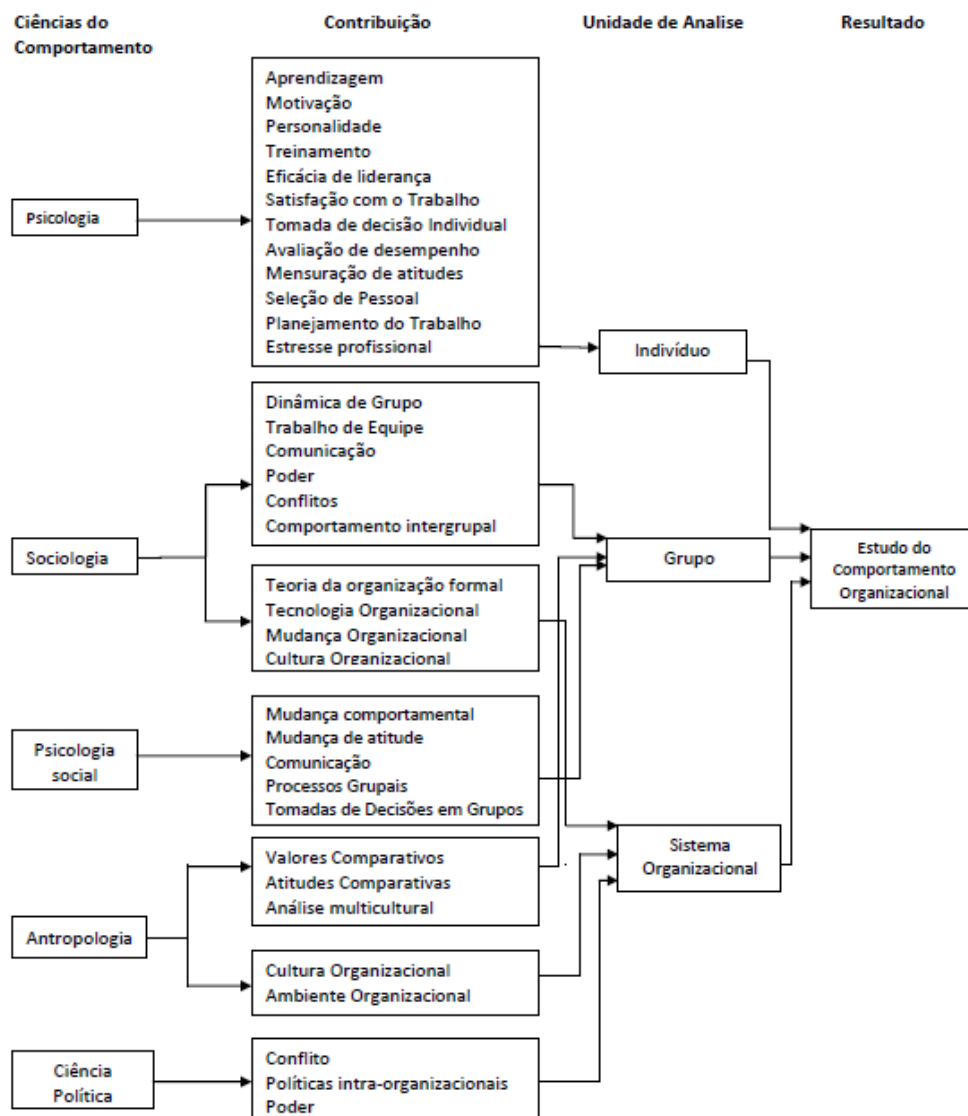 Ciências do
Comportamento
Contribuição
Unidade de Analise
Resultado
Psicologia
Aprendizagem
Motivação
Personalidade
Treinamento
Eficácia de liderança
Satisfação com o Trabalho
Tomada de decisão Individual
Avaliação de desempenho
Mensuração de atitudes
Seleção de Pessoal
Planejamento do Trabalho
Estresse profissional
Indivíduo
Sociologia
Dinâmica de Grupo
Trabalho de Equipe
Comunicação
Poder
Conflitos
Comportamento intergrupal
Grupo
Estudo do
Comportamento
Organizacional
Teoria da organização formal
Tecnologia Organizacional
Mudança Organizacional
Cultura Organizacional
Psicologia
social
Mudança comportamental
Mudança de atitude
Comunicação
Processos Grupais
Tomadas de Decisões em Grupos
Sistema
Organizacional
Antropologia
Valores Comparativos
Atitudes Comparativas
Análise multicultural
Cultura Organizacional
Ambiente Organizacional
Ciência
Política
Conflito
Políticas intra-organizacionais
Poder